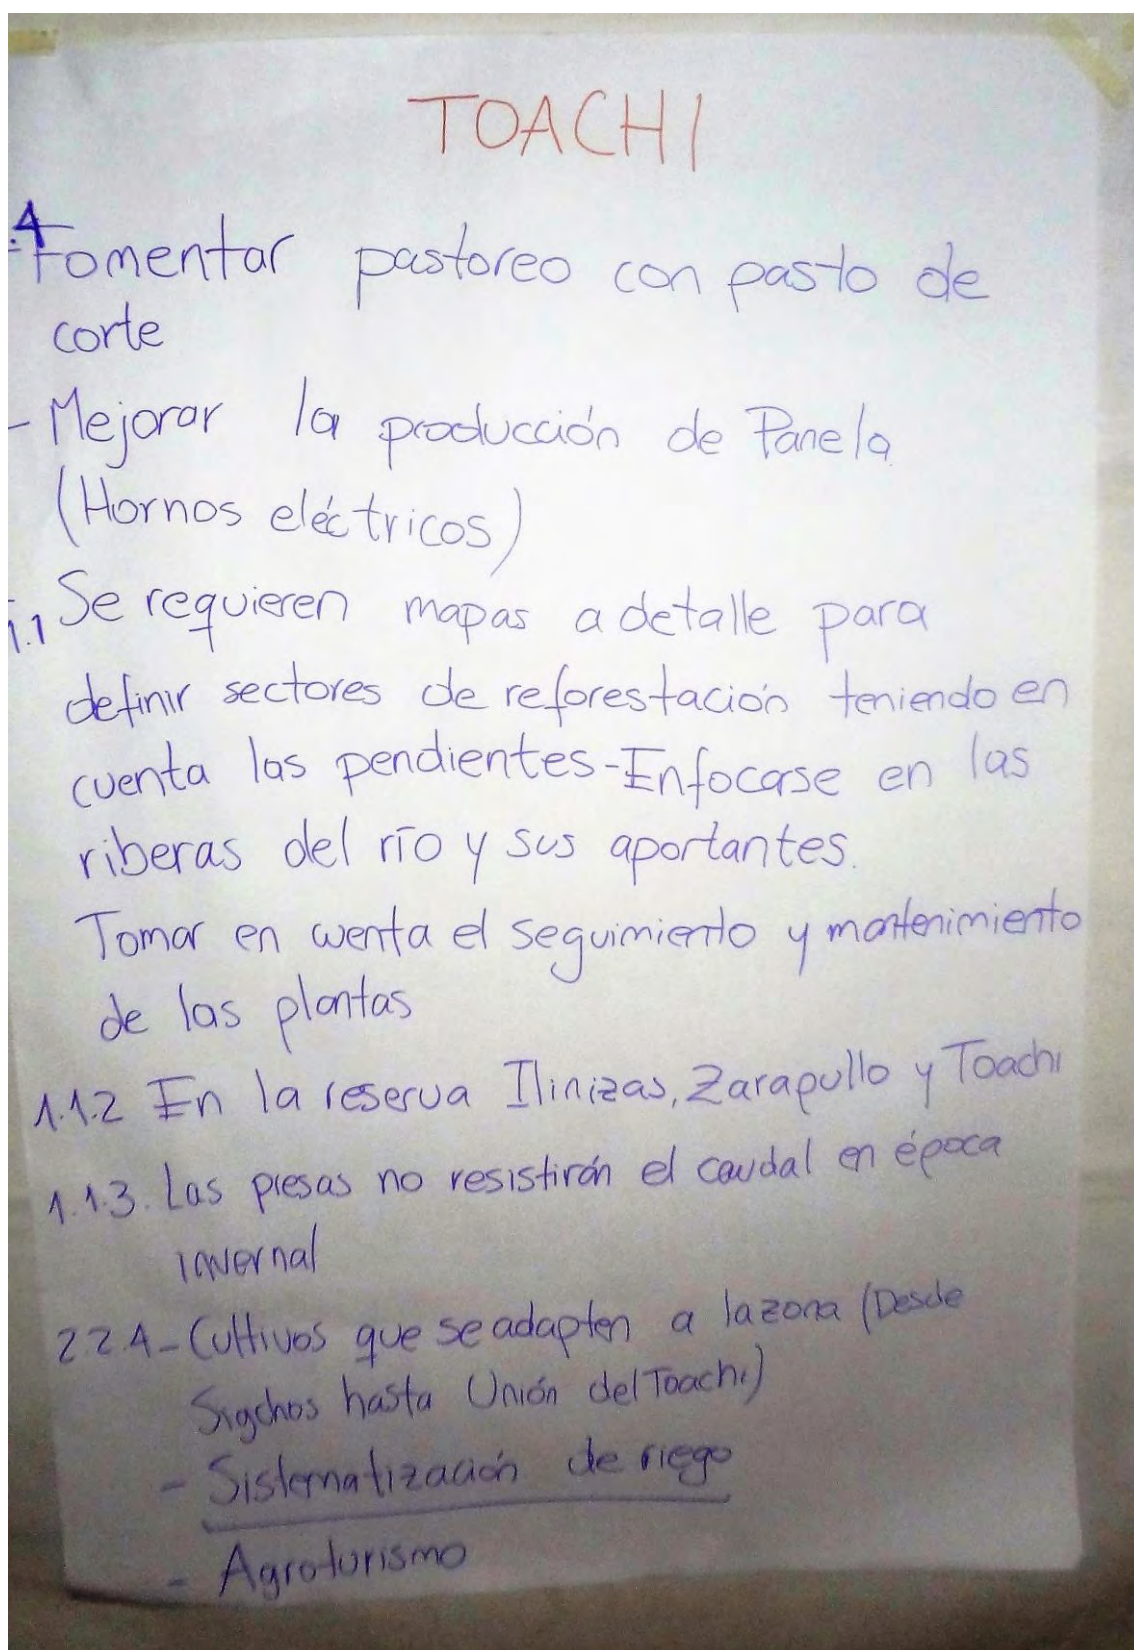 TOACHI
.4
- Fomentar pastoreo con pasto de
corte
- Mejorar la producción de Panela
(Hornos eléctricos)
1.1 Se requieren mapas a detalle para
definir sectores de reforestación teniendo en
cuenta las pendientes - Enfocase en las
riberas del río y sus aportantes.
Tomar en cuenta el seguimiento y mantenimiento
de las plantas
1.1.2 En la reserva Ilinizas, Zarapullo y Toachi
1.1.3. Las presas no resistirán el caudal en época
invernal
2.2.4 - Cultivos que se adapten a la zona (Desde
Sigchos hasta Unión del Toachi)
- Sistematización de riego
- Agroturismo